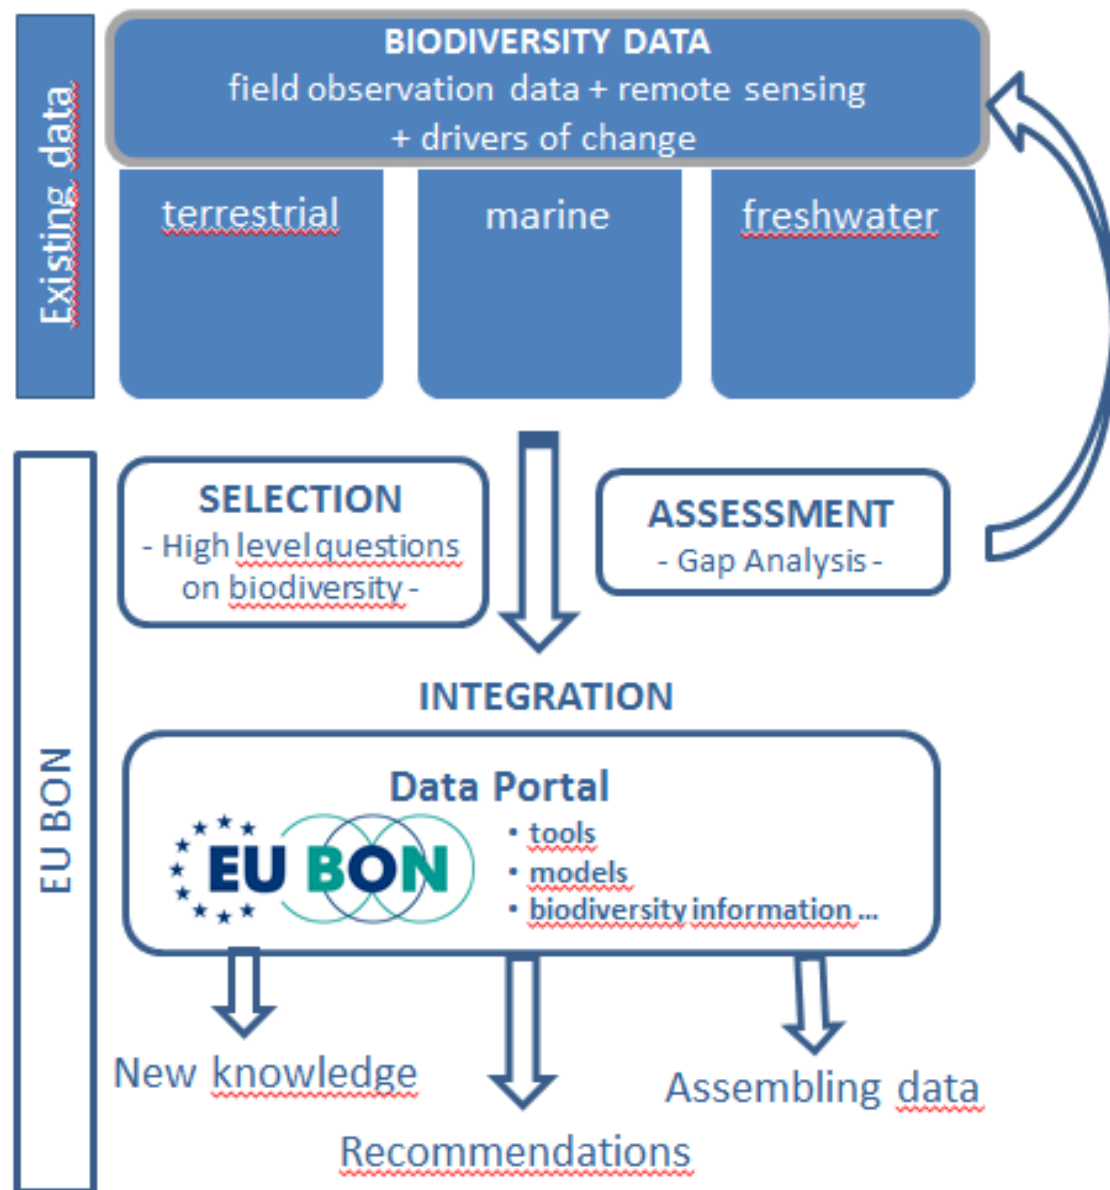 Existing data
BIODIVERSITY DATA
field observation data + remote sensing
+ drivers of change
terrestrial
marine
freshwater
EU BON
SELECTION
- High level questions
on biodiversity -
ASSESSMENT
- Gap Analysis -
INTEGRATION
Data Portal
EU BON
• tools
• models
• biodiversity information ...
New knowledge
Recommendations
Assembling data